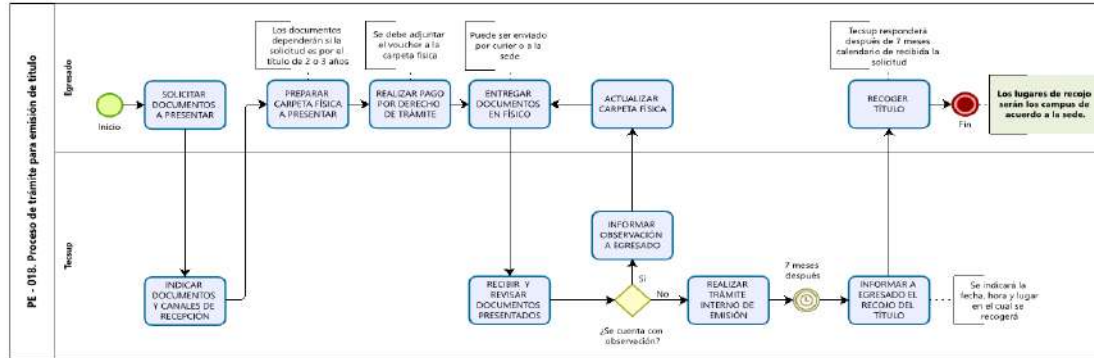 PE - 018. Proceso de trámite para emisión de título
Egresado
Inicio
SOLICITAR
DOCUMENTOS
A PRESENTAR
Los documentos
dependerán si la
solicitud es por el
título de 2 o 3 años
PREPARAR
CARPETA FÍSICA
A PRESENTAR
Se debe adjuntar
el voucher a la
carpeta física
REALIZAR PAGO
POR DERECHO
DE TRÁMITE
Puede ser enviado
por curier o a la
sede
ENTREGAR
DOCUMENTOS
EN FÍSICO
ACTUALIZAR
CARPETA FÍSICA
Tecsup responderá
después de 7 meses
calendario de recibida la
solicitud
RECOGER
TÍTULO
Fin
Los lugares de recojo
serán los campus de
acuerdo a la sede.
Tecsup
INDICAR
DOCUMENTOS
Y CANALES DE
RECEPCIÓN
RECIBIR Y
REVISAR
DOCUMENTOS
PRESENTADOS
INFORMAR
OBSERVACIÓN
A EGRESADO
Si
No
¿Se cuenta con
observación?
REALIZAR
TRÁMITE
INTERNO DE
EMISIÓN
7 meses
después
INFORMAR A
EGRESADO EL
RECOJO DEL
TÍTULO
Se indicará la
fecha, hora y lugar
en el cual se
recogerá